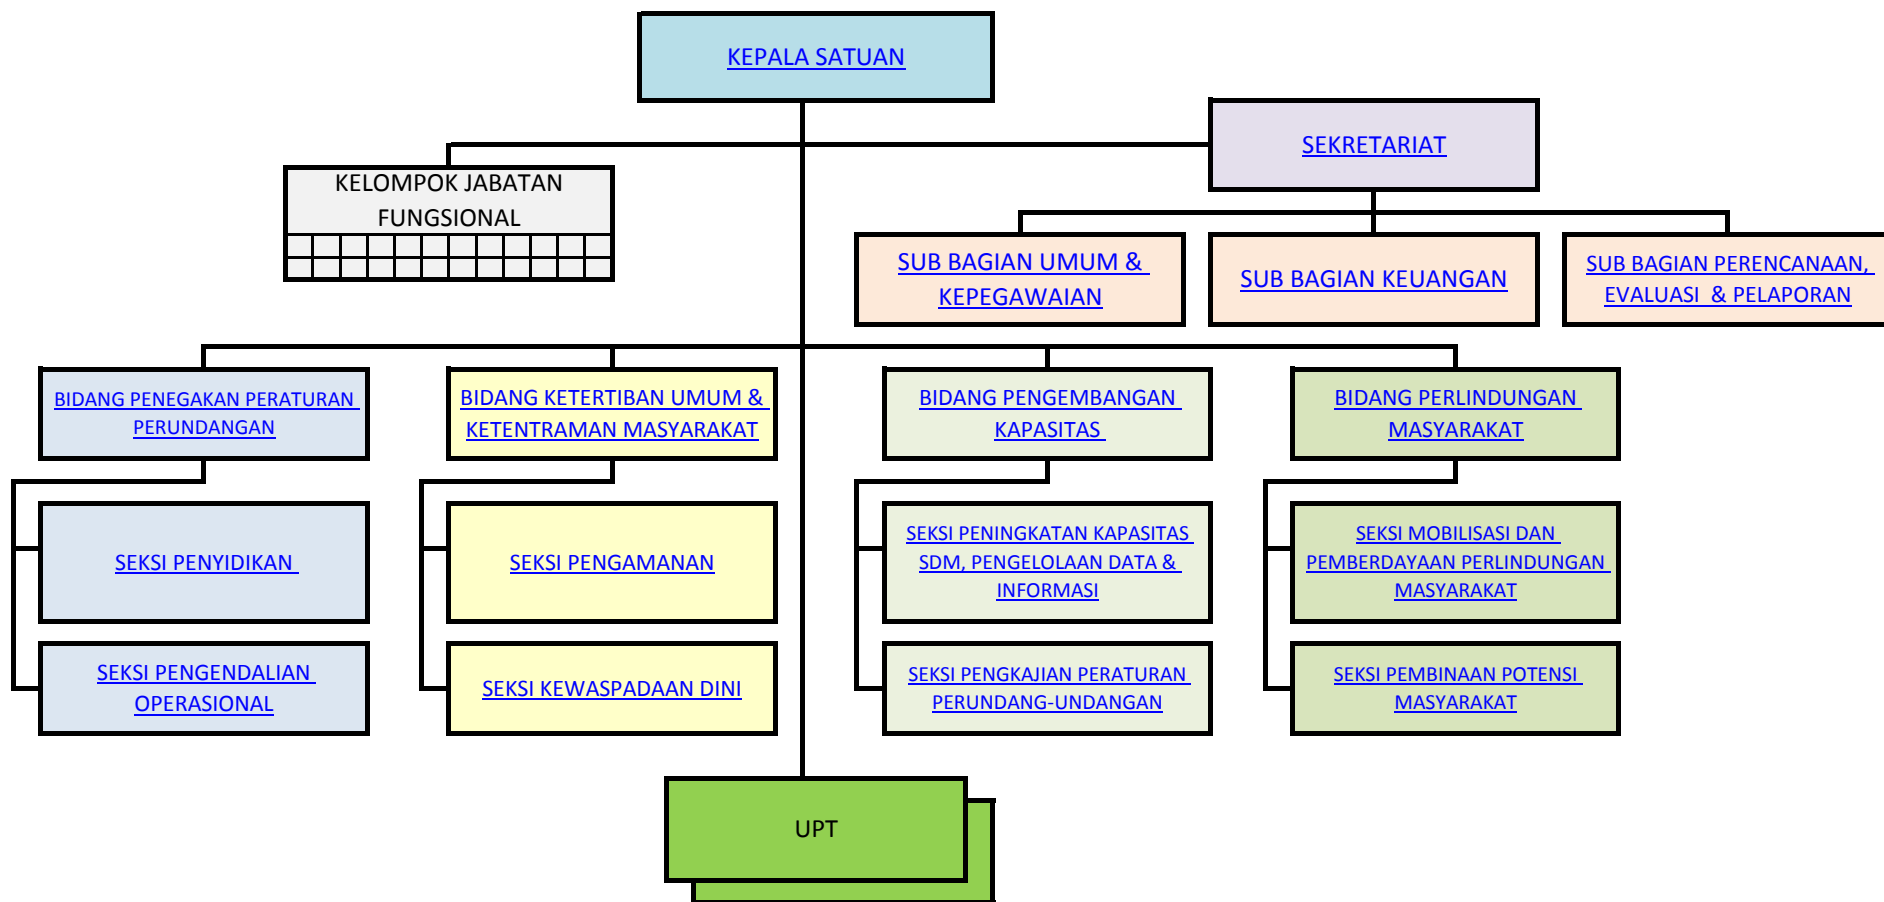 KEPALA SATUAN
SEKRETARIAT
KELOMPOK JABATAN
FUNGSIONAL
SUB BAGIAN UMUM &
KEPEGAWAIAN
SUB BAGIAN KEUANGAN
SUB BAGIAN PERENCANAAN,
EVALUASI & PELAPORAN
BIDANG PENEGAKAN PERATURAN
PERUNDANGAN
BIDANG KETERTIBAN UMUM &
KETENTRAMAN MASYARAKAT
BIDANG PENGEMBANGAN
KAPASITAS
BIDANG PERLINDUNGAN
MASYARAKAT
SEKSI PENYIDIKAN
SEKSI PENGAMANAN
SEKSI PENINGKATAN KAPASITAS
SDM, PENGELOLAAN DATA &
INFORMASI
SEKSI MOBILISASI DAN
PEMBERDAYAAN PERLINDUNGAN
MASYARAKAT
SEKSI PENGENDALIAN
OPERASIONAL
SEKSI KEWASPADAAN DINI
SEKSI PENGKAJIAN PERATURAN
PERUNDANG-UNDANGAN
SEKSI PEMBINAAN POTENSI
MASYARAKAT
UPT